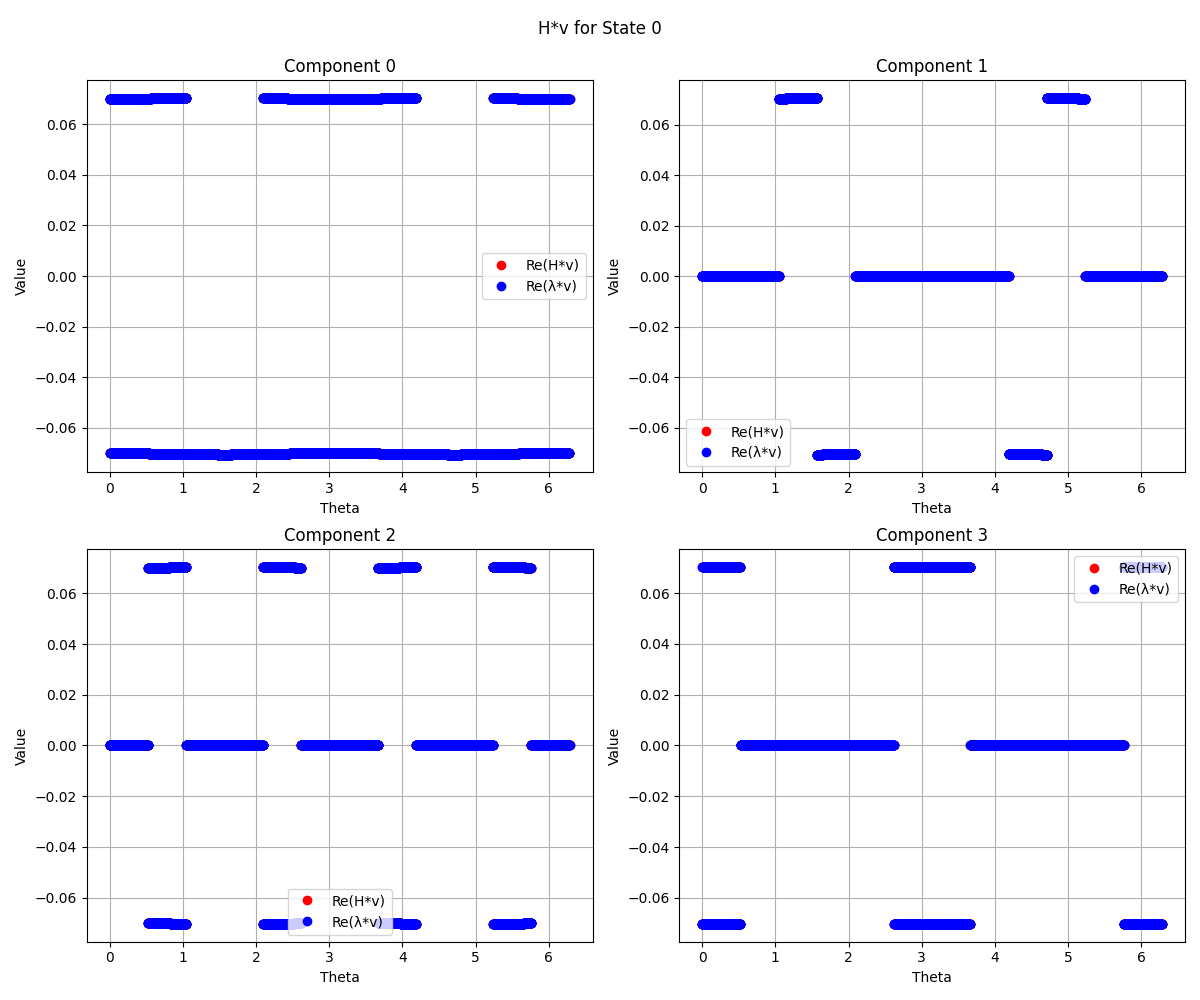 H*v for State 0
Component 0
Value
0.06
0.04
0.02
0.00
−0.02
−0.04
−0.06
Re(H*v)
Re(λ*v)
0 1 2 3 4 5 6
Theta
Component 1
Value
0.06
0.04
0.02
0.00
−0.02
−0.04
−0.06
Re(H*v)
Re(λ*v)
0 1 2 3 4 5 6
Theta
Component 2
Value
0.06
0.04
0.02
0.00
−0.02
−0.04
−0.06
Re(H*v)
Re(λ*v)
0 1 2 3 4 5 6
Theta
Component 3
Value
0.06
0.04
0.02
0.00
−0.02
−0.04
−0.06
Re(H*v)
Re(λ*v)
0 1 2 3 4 5 6
Theta